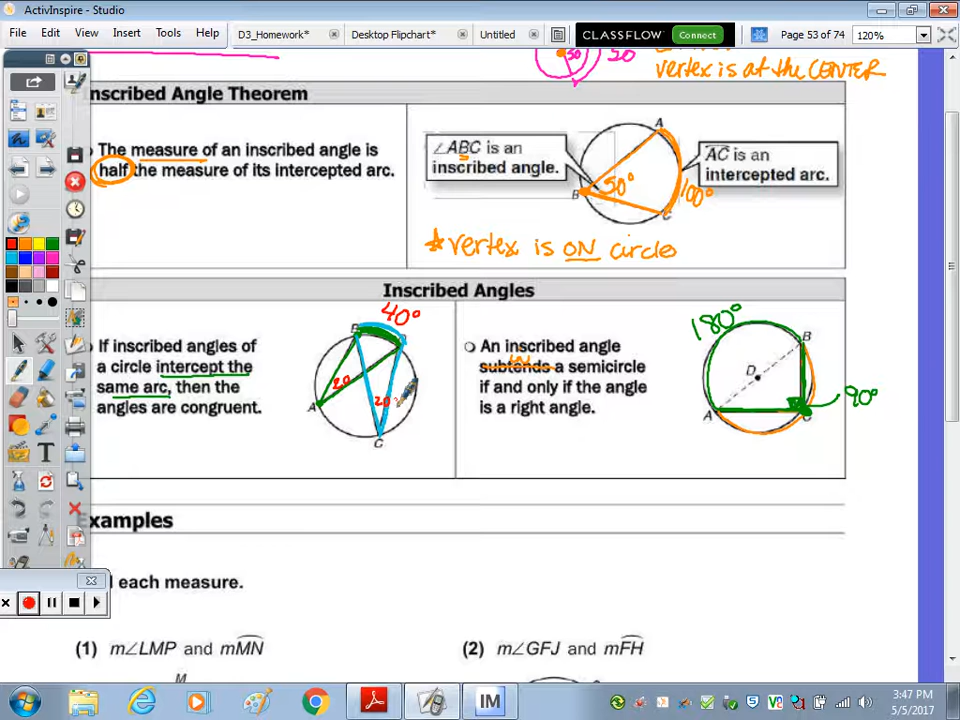 ActivInspire
File Edit View Insert Tools Help D3_Homework* Desktop Flipchart* Untitled CLASSFLOW Connect Page 53 of 74 120%
50
vertex is at the CENTER
nscribed Angle Theorem
The measure of an inscribed angle is
half the measure of its intercepted arc.
∠ABC is an
inscribed angle.
A
B
C
50°
100°
AC is an
intercepted arc.
*vertex is ON circle
Inscribed Angles
If inscribed angles of
a circle intercept the
same arc, then the
angles are congruent.
40°
20
20
A
C
An inscribed angle
subtends a semicircle
if and only if the angle
is a right angle.
180°
B
D
A
C
90°
Examples
each measure.
(1) m∠LMP and mMN
(2) m∠GFJ and mFH
M
IM
3:47 PM
5/5/2017